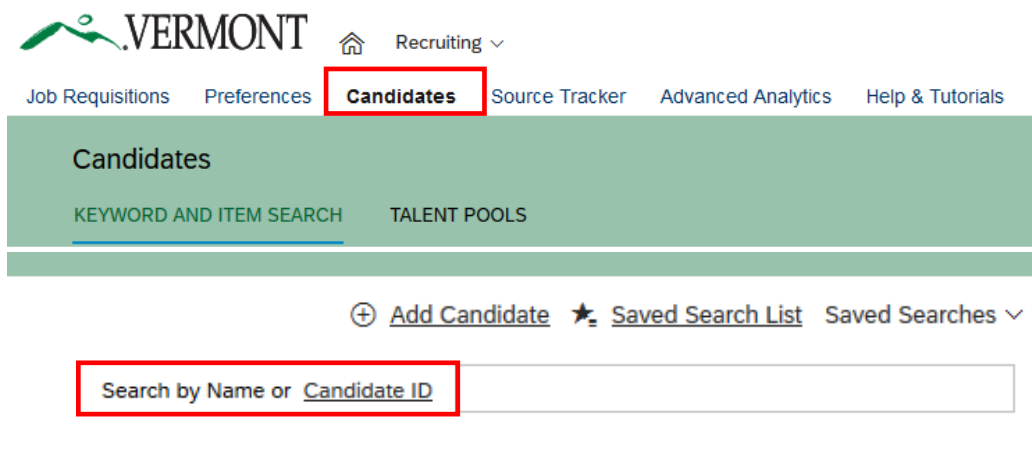 .VERMONT Recruiting
Job Requisitions Preferences Candidates Source Tracker Advanced Analytics Help & Tutorials
Candidates
KEYWORD AND ITEM SEARCH TALENT POOLS
Add Candidate Saved Search List Saved Searches
Search by Name or Candidate ID